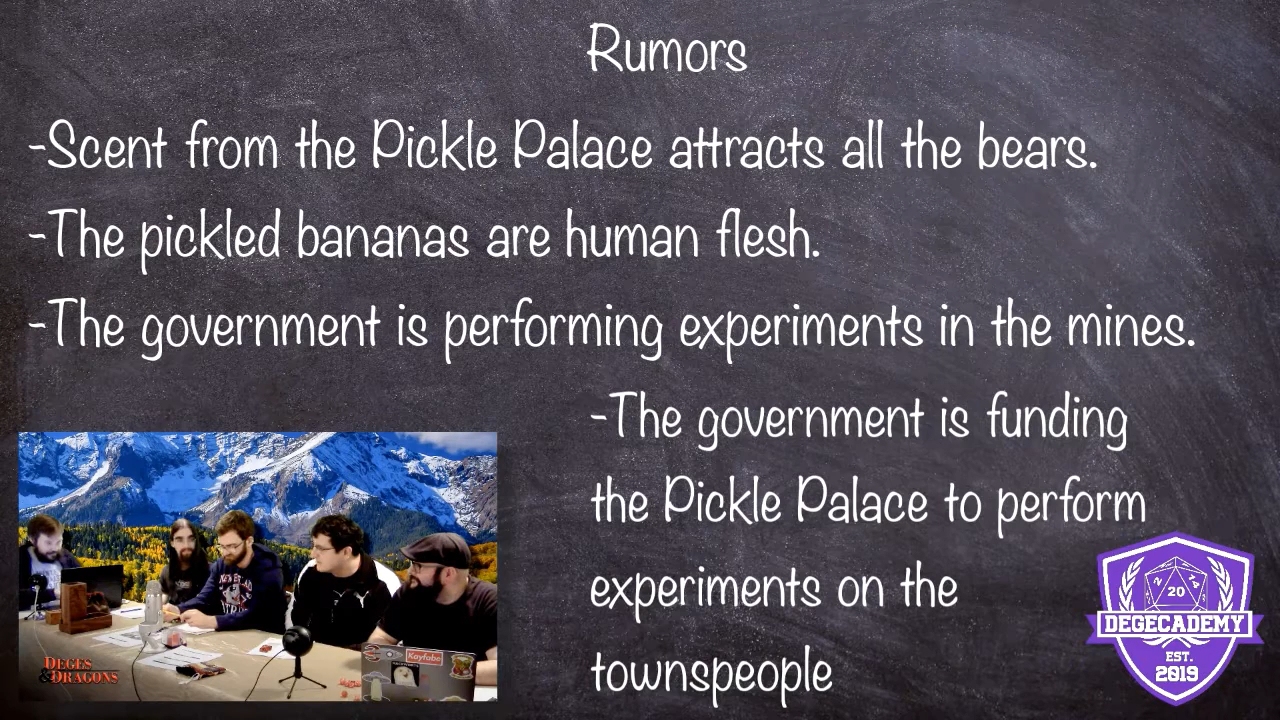 Rumors
-Scent from the Pickle Palace attracts all the bears.
-The pickled bananas are human flesh.
-The government is performing experiments in the mines.
-The government is funding
the Pickle Palace to perform
experiments on the
townspeople
DEGES
&DRAGONS
Kayfabe
20
DEGECADEMY
EST.
2019